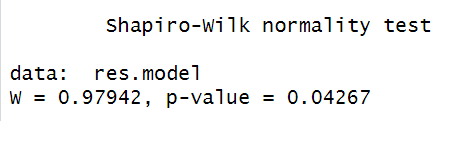 Shapiro-Wilk normality test
data: res.model
W = 0.97942, p-value = 0.04267